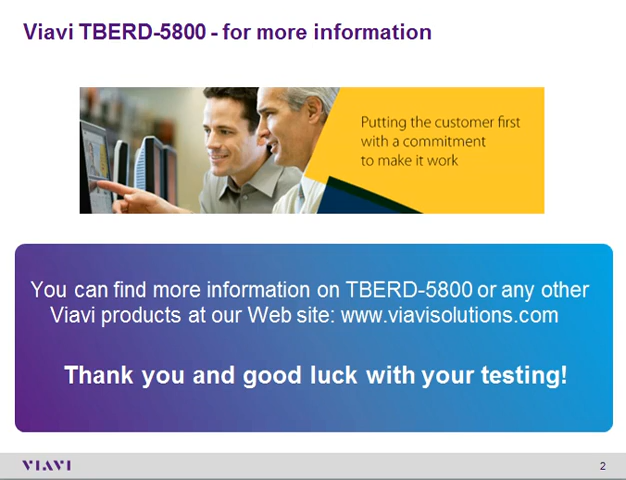 Viavi TBERD-5800 - for more information
Putting the customer first
with a commitment
to make it work
You can find more information on TBERD-5800 or any other
Viavi products at our Web site: www.viavisolutions.com
Thank you and good luck with your testing!
VIAVI
2